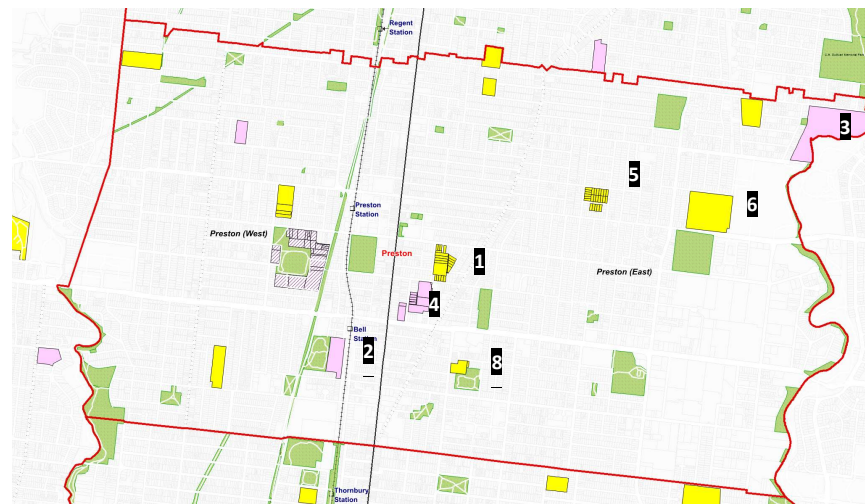 Regent
Station
3
5
Preston
Station
6
Preston (West)
Preston
1
Preston (East)
4
Bell
Station
2
8
Thornbury
Station